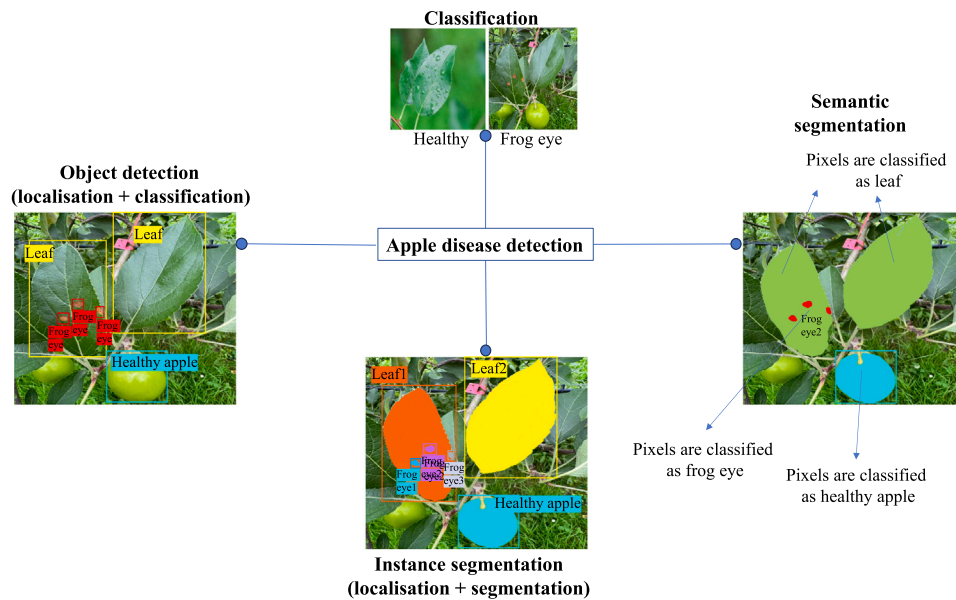 Classification
Healthy
Frog eye
Semantic
segmentation
Pixels are classified
as leaf
Object detection
(localisation + classification)
Leaf
Leaf
Frog
eye
Frog
eye
Frog
eye
Healthy apple
Apple disease detection
Frog
eye2
Leaf1
Leaf2
Frog
eye1
Frog
eye2
Frog
eye3
Healthy apple
Pixels are classified
as frog eye
Pixels are classified
as healthy apple
Instance segmentation
(localisation + segmentation)